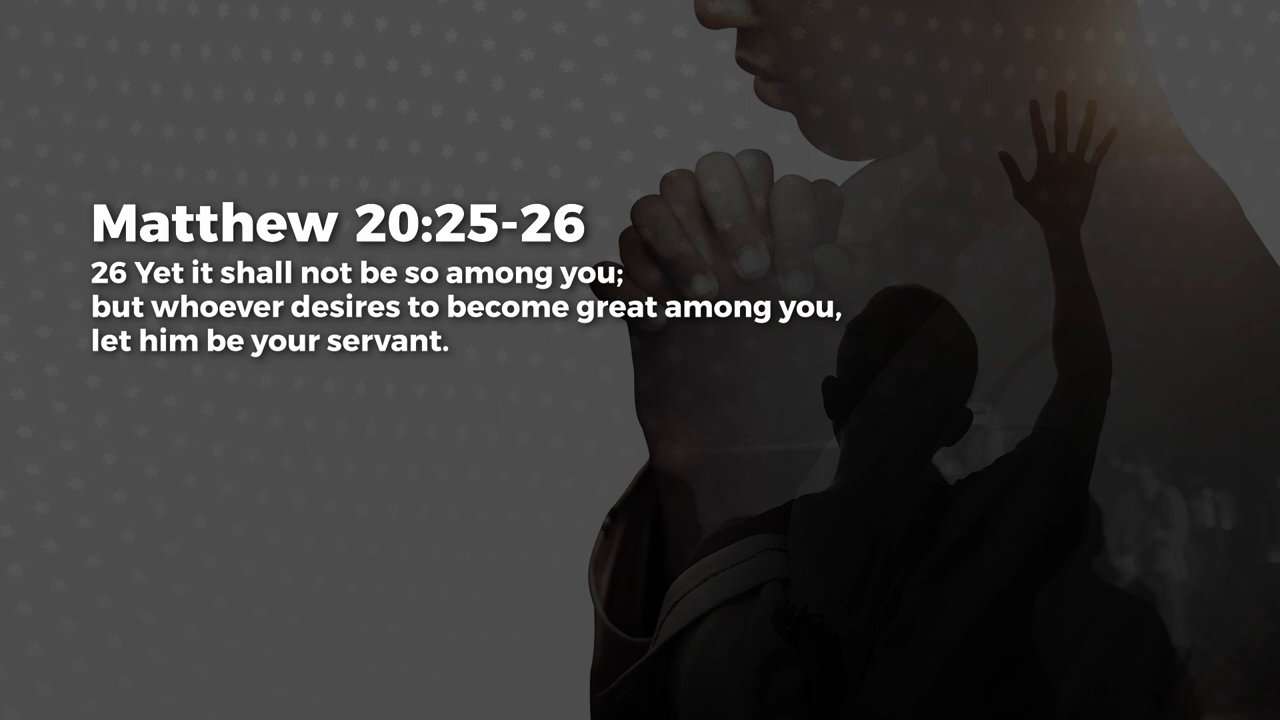 Matthew 20:25-26
26 Yet it shall not be so among you;
but whoever desires to become great among you,
let him be your servant.